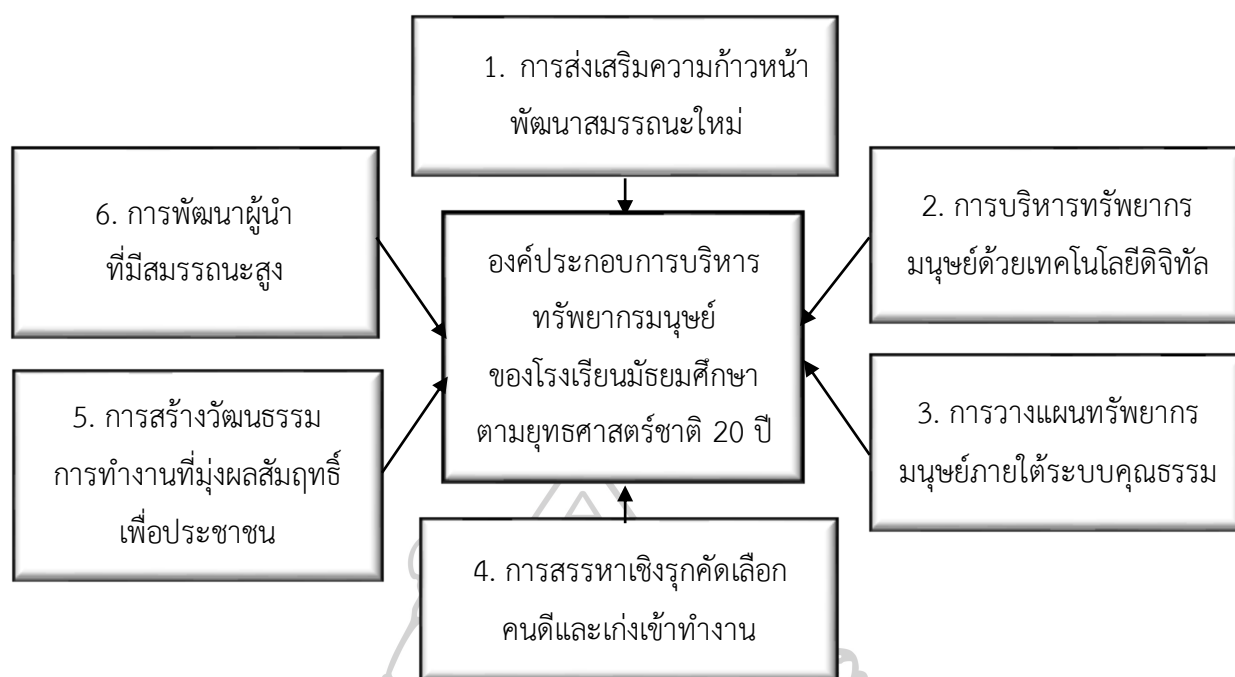 1. การส่งเสริมความก้าวหน้า
พัฒนาสมรรถนะใหม่
6. การพัฒนาผู้นำ
ที่มีสมรรถนะสูง
องค์ประกอบการบริหาร
ทรัพยากรมนุษย์
ของโรงเรียนมัธยมศึกษา
ตามยุทธศาสตร์ชาติ 20 ปี
2. การบริหารทรัพยากร
มนุษย์ด้วยเทคโนโลยีดิจิทัล
5. การสร้างวัฒนธรรม
การทำงานที่มุ่งผลสัมฤทธิ์
เพื่อประชาชน
3. การวางแผนทรัพยากร
มนุษย์ภายใต้ระบบคุณธรรม
4. การสรรหาเชิงรุกคัดเลือก
คนดีและเก่งเข้าทำงาน